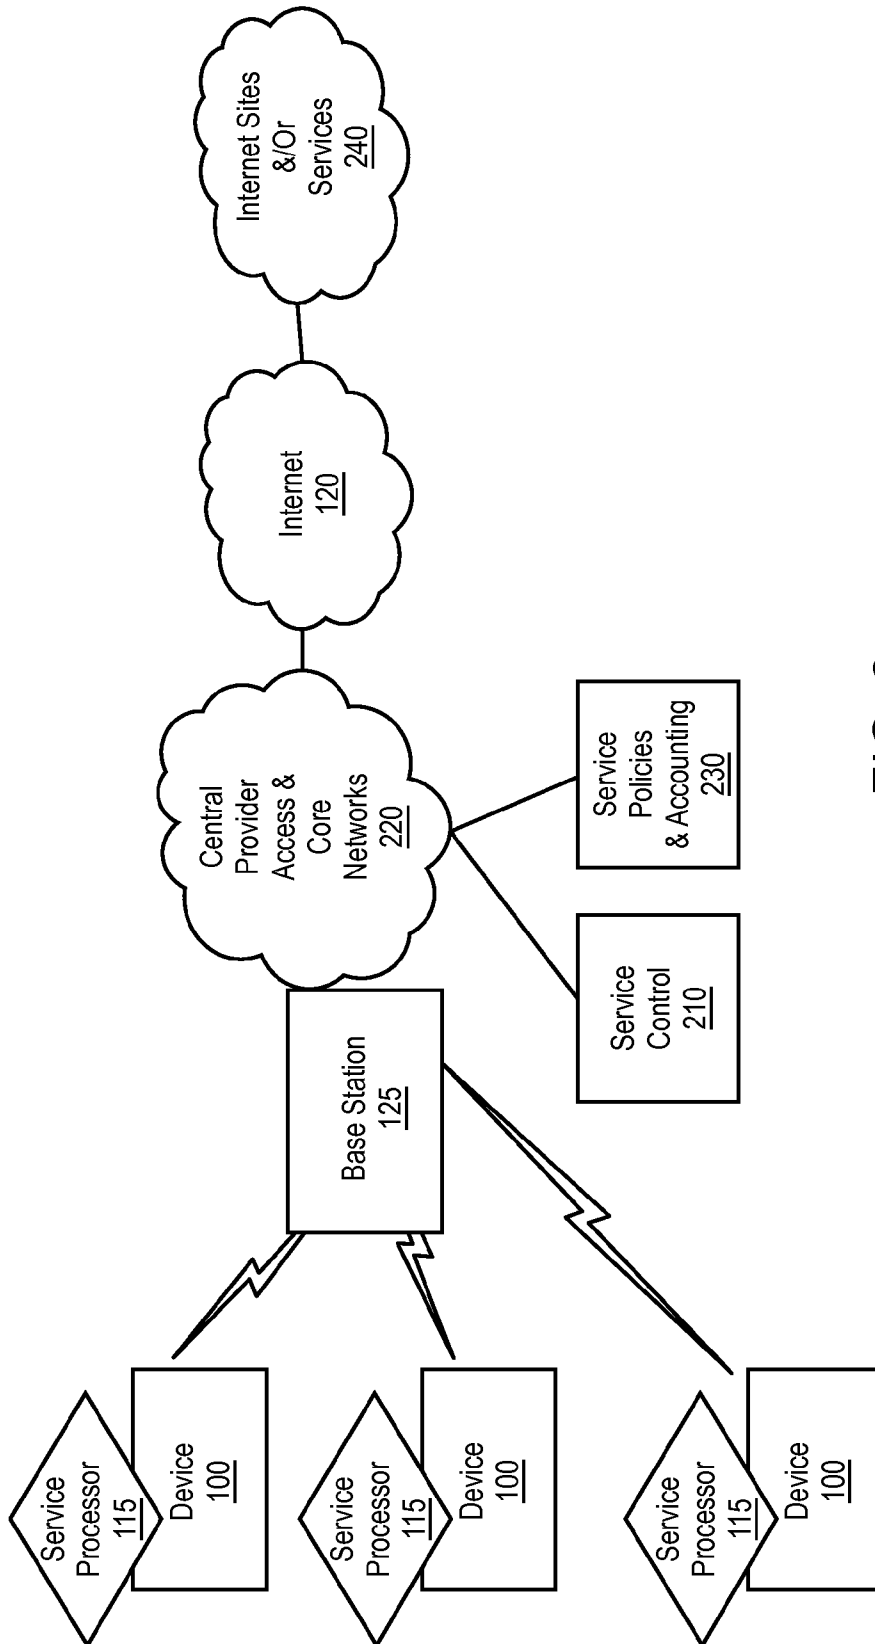 Service
Processor
115
Device
100
Service
Processor
115
Device
100
Service
Processor
115
Device
100
Base Station
125
Central
Provider
Access &
Core
Networks
220
Service
Control
210
Service
Policies
& Accounting
230
Internet
120
Internet Sites
&/Or
Services
240